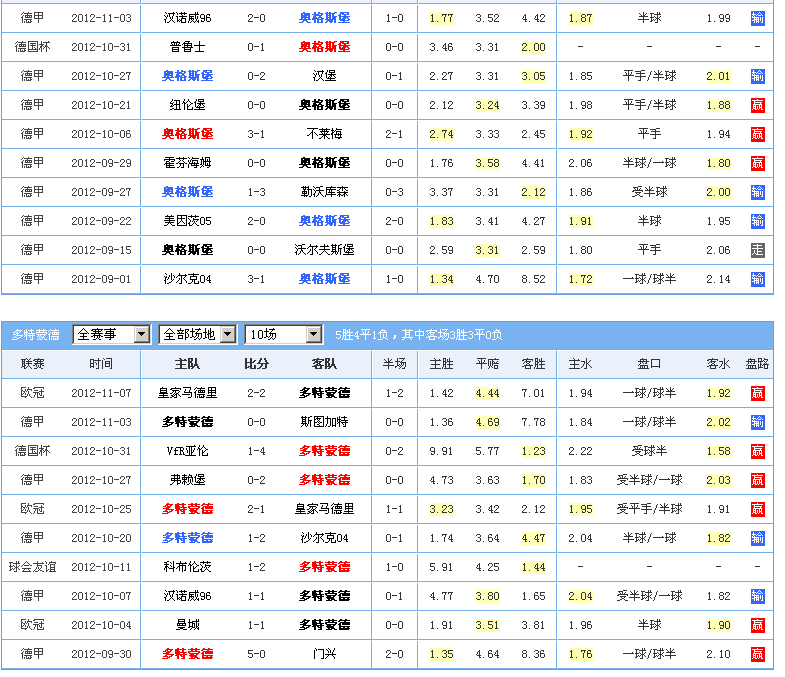 德甲 2012-11-03 汉诺威96 2-0 奥格斯堡 1-0 1.77 3.52 4.42 1.87 半球 1.99 输
德国杯 2012-10-31 普鲁士 0-1 奥格斯堡 0-0 3.46 3.31 2.00 - - - -
德甲 2012-10-27 奥格斯堡 0-2 汉堡 0-1 2.27 3.31 3.05 1.85 平手/半球 2.01 输
德甲 2012-10-21 纽伦堡 0-0 奥格斯堡 0-0 2.12 3.24 3.39 1.98 平手/半球 1.88 赢
德甲 2012-10-06 奥格斯堡 3-1 不莱梅 2-1 2.74 3.33 2.45 1.92 平手 1.94 赢
德甲 2012-09-29 霍芬海姆 0-0 奥格斯堡 0-0 1.76 3.58 4.41 2.06 半球/一球 1.80 赢
德甲 2012-09-27 奥格斯堡 1-3 勒沃库森 0-3 3.37 3.31 2.12 1.86 受半球 2.00 输
德甲 2012-09-22 美因茨05 2-0 奥格斯堡 2-0 1.83 3.41 4.27 1.91 半球 1.95 输
德甲 2012-09-15 奥格斯堡 0-0 沃尔夫斯堡 0-0 2.59 3.31 2.59 1.80 平手 2.06 走
德甲 2012-09-01 沙尔克04 3-1 奥格斯堡 1-0 1.34 4.70 8.52 1.72 一球/球半 2.14 输
多特蒙德 全赛事 全部场地 10场 5胜4平1负，其中客场3胜3平0负
联赛 时间 主队 比分 客队 半场 主胜 平赔 客胜 主水 盘口 客水 盘路
欧冠 2012-11-07 皇家马德里 2-2 多特蒙德 1-2 1.42 4.44 7.01 1.94 一球/球半 1.92 赢
德甲 2012-11-03 多特蒙德 0-0 斯图加特 0-0 1.36 4.69 7.78 1.84 一球/球半 2.02 输
德国杯 2012-10-31 VfR亚伦 1-4 多特蒙德 0-2 9.91 5.77 1.23 2.22 受球半 1.58 赢
德甲 2012-10-27 弗赖堡 0-2 多特蒙德 0-0 4.73 3.63 1.70 1.83 受半球/一球 2.03 赢
欧冠 2012-10-25 多特蒙德 2-1 皇家马德里 1-1 3.23 3.42 2.12 1.95 受平手/半球 1.91 赢
德甲 2012-10-20 多特蒙德 1-2 沙尔克04 0-1 1.74 3.64 4.47 2.04 半球/一球 1.82 输
球会友谊 2012-10-11 科布伦茨 1-2 多特蒙德 1-0 5.91 4.25 1.44 - - - -
德甲 2012-10-07 汉诺威96 1-1 多特蒙德 0-1 4.77 3.80 1.65 2.04 受半球/一球 1.82 输
欧冠 2012-10-04 曼城 1-1 多特蒙德 0-0 1.91 3.51 3.81 1.96 半球 1.90 赢
德甲 2012-09-30 多特蒙德 5-0 门兴 2-0 1.35 4.64 8.36 1.76 一球/球半 2.10 赢